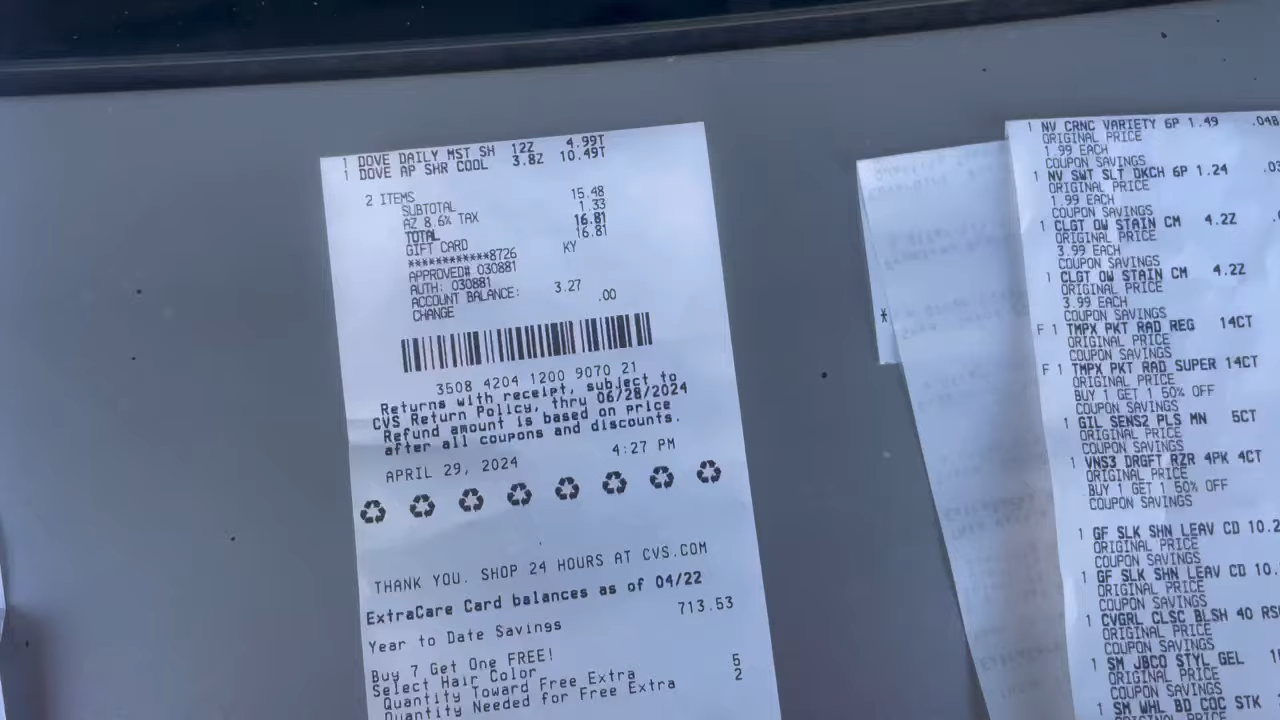 1 DOVE DAILY MST SH 12Z 4.99T
1 DOVE AP SHR COOL 3.8Z 10.49T
2 ITEMS
SUBTOTAL 15.48
AZ 8.6% TAX 1.33
TOTAL 16.81
GIFT CARD 16.81
************8726 KY
APPROVED# 030881
AUTH: 030881
ACCOUNT BALANCE: 3.27
CHANGE .00
3508 4204 1200 9070 21
Returns with receipt, subject to
CVS Return Policy, thru 06/28/2024
Refund amount is based on price
after all coupons and discounts.
APRIL 29, 2024 4:27 PM
THANK YOU. SHOP 24 HOURS AT CVS.COM
ExtraCare Card balances as of 04/22
Year to Date Savings 713.53
Buy 7 Get One FREE!
Select Hair Color
Quantity Toward Free Extra 5
Quantity Needed for Free Extra 2
*
1 NV CRNC VARIETY 6P 1.49
ORIGINAL PRICE
1.99 EACH
COUPON SAVINGS
1 NV SWT SLT DKCH 6P 1.24
ORIGINAL PRICE
1.99 EACH
COUPON SAVINGS
1 CLGT OW STAIN CM 4.2Z
ORIGINAL PRICE
3.99 EACH
COUPON SAVINGS
1 CLGT OW STAIN CM 4.2Z
ORIGINAL PRICE
3.99 EACH
COUPON SAVINGS
F 1 TMPX PKT RAD REG 14CT
ORIGINAL PRICE
COUPON SAVINGS
F 1 TMPX PKT RAD SUPER 14CT
ORIGINAL PRICE
BUY 1 GET 1 50% OFF
COUPON SAVINGS
1 GIL SENS2 PLS MN 5CT
ORIGINAL PRICE
COUPON SAVINGS
1 VNS3 DRGFT RZR 4PK 4CT
ORIGINAL PRICE
BUY 1 GET 1 50% OFF
COUPON SAVINGS
1 GF SLK SHN LEAV CD 10.2
ORIGINAL PRICE
COUPON SAVINGS
1 GF SLK SHN LEAV CD 10.
ORIGINAL PRICE
COUPON SAVINGS
1 CVGRL CLSC BLSH 40 RS
ORIGINAL PRICE
COUPON SAVINGS
1 SM JBCO STYL GEL
ORIGINAL PRICE
COUPON SAVINGS
1 SM WHL BD COC STK